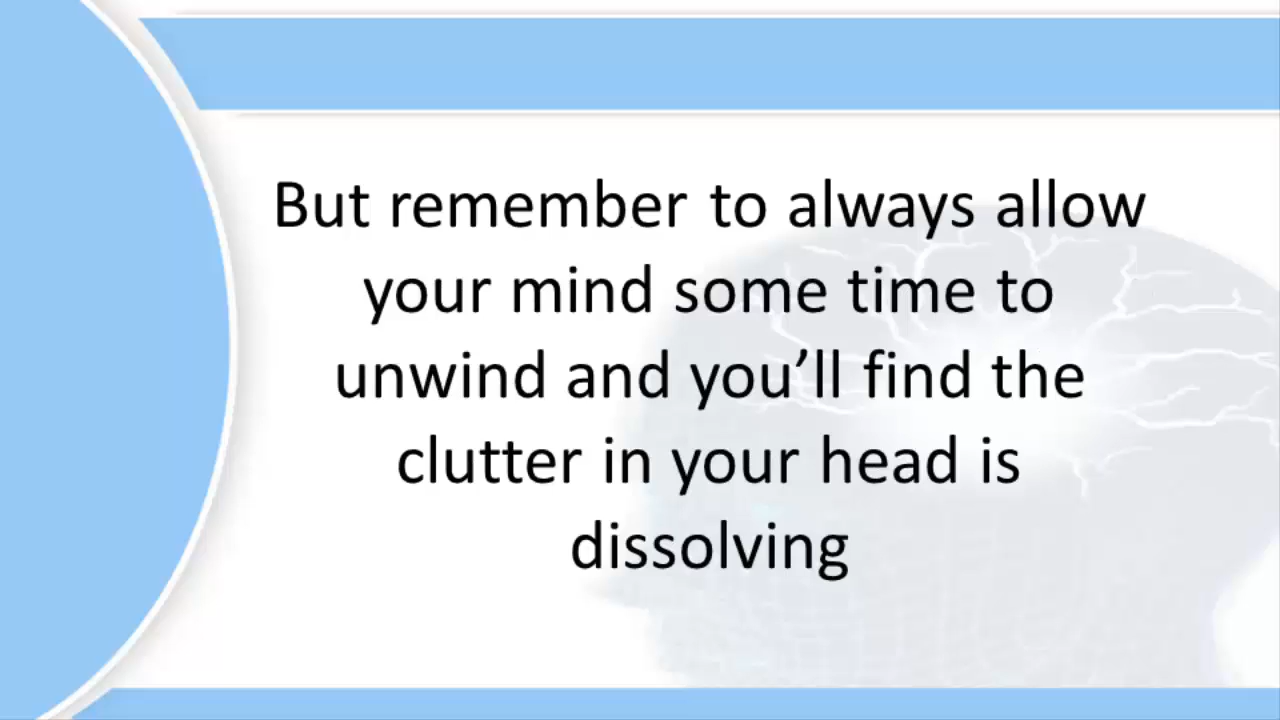 But remember to always allow
your mind some time to
unwind and you’ll find the
clutter in your head is
dissolving